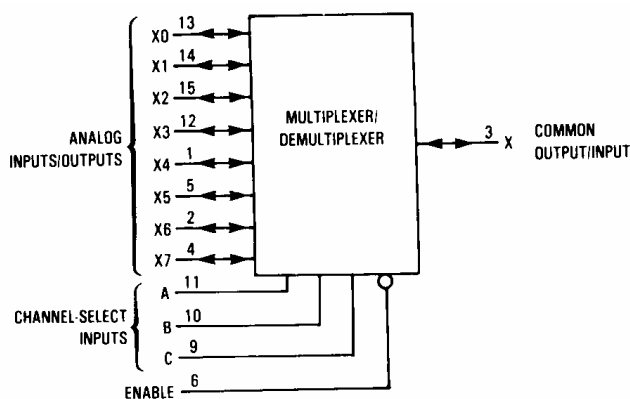 X0 13
X1 14
X2 15
X3 12
X4 1
X5 5
X6 2
X7 4
ANALOG
INPUTS/OUTPUTS
MULTIPLEXER/
DEMULTIPLEXER
3 X
COMMON
OUTPUT/INPUT
A 11
B 10
C 9
CHANNEL-SELECT
INPUTS
ENABLE 6